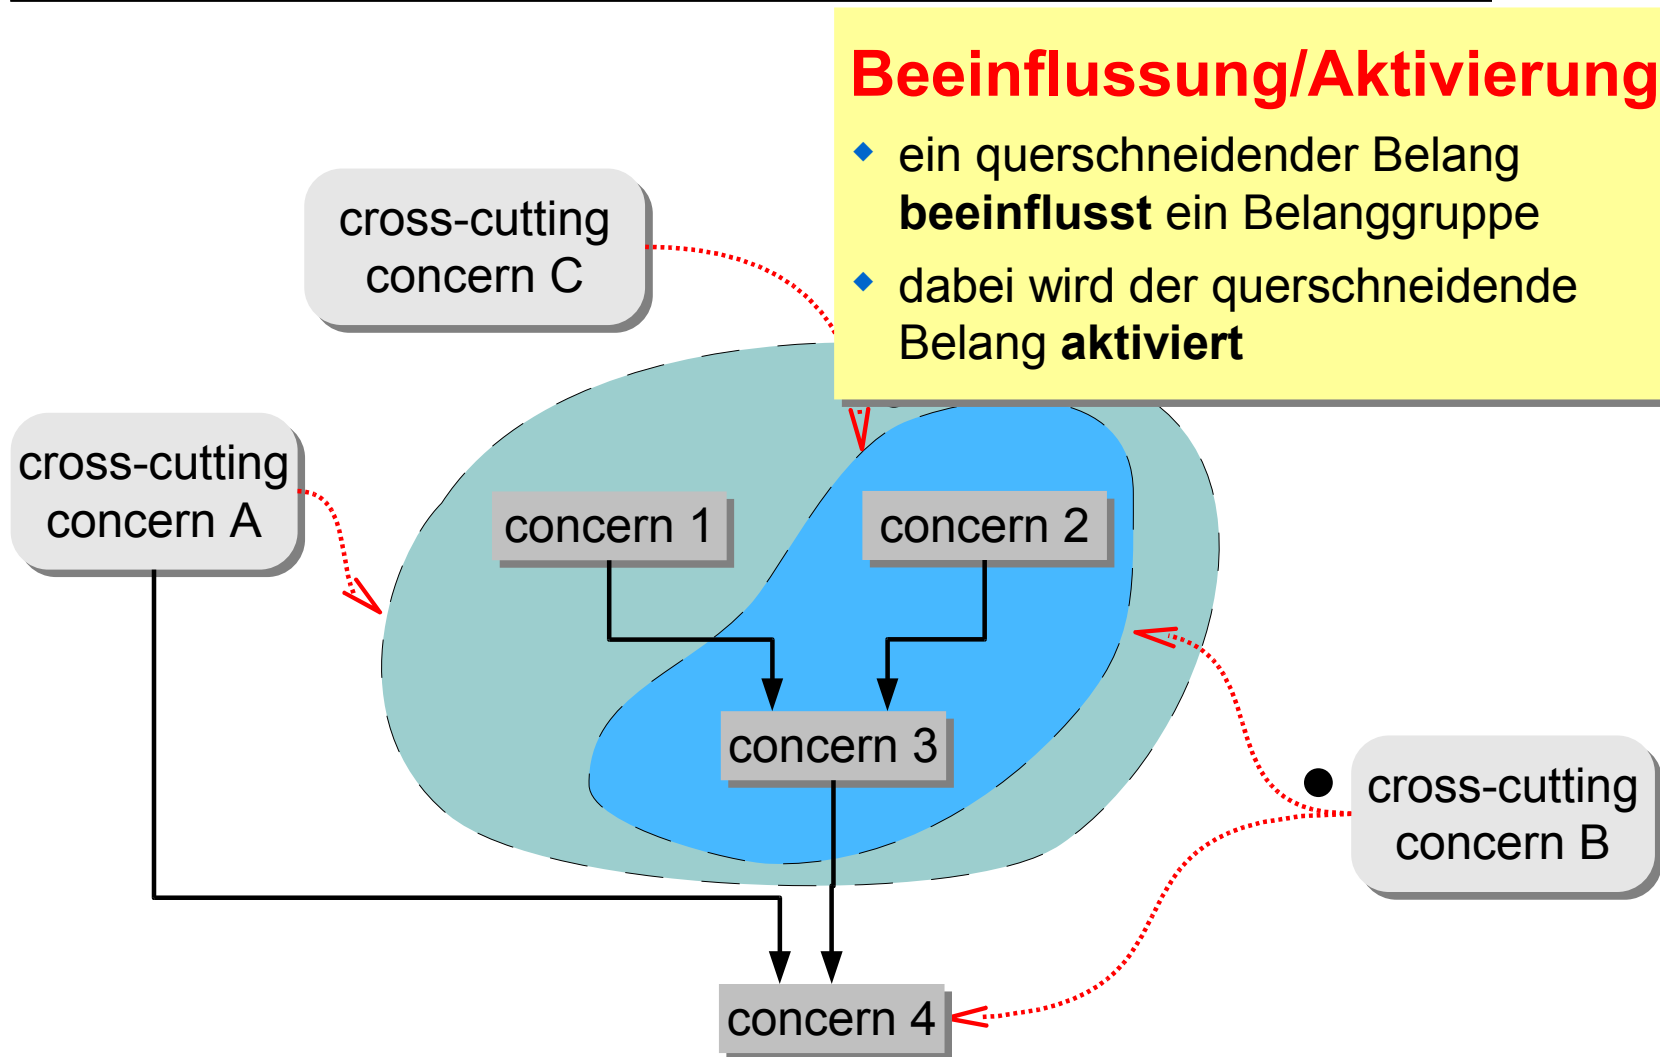 Beeinflussung/Aktivierung
ein querschneidender Belang
beeinflusst ein Belanggruppe
dabei wird der querschneidende
Belang aktiviert
cross-cutting
concern C
cross-cutting
concern A
concern 1
concern 2
concern 3
cross-cutting
concern B
concern 4